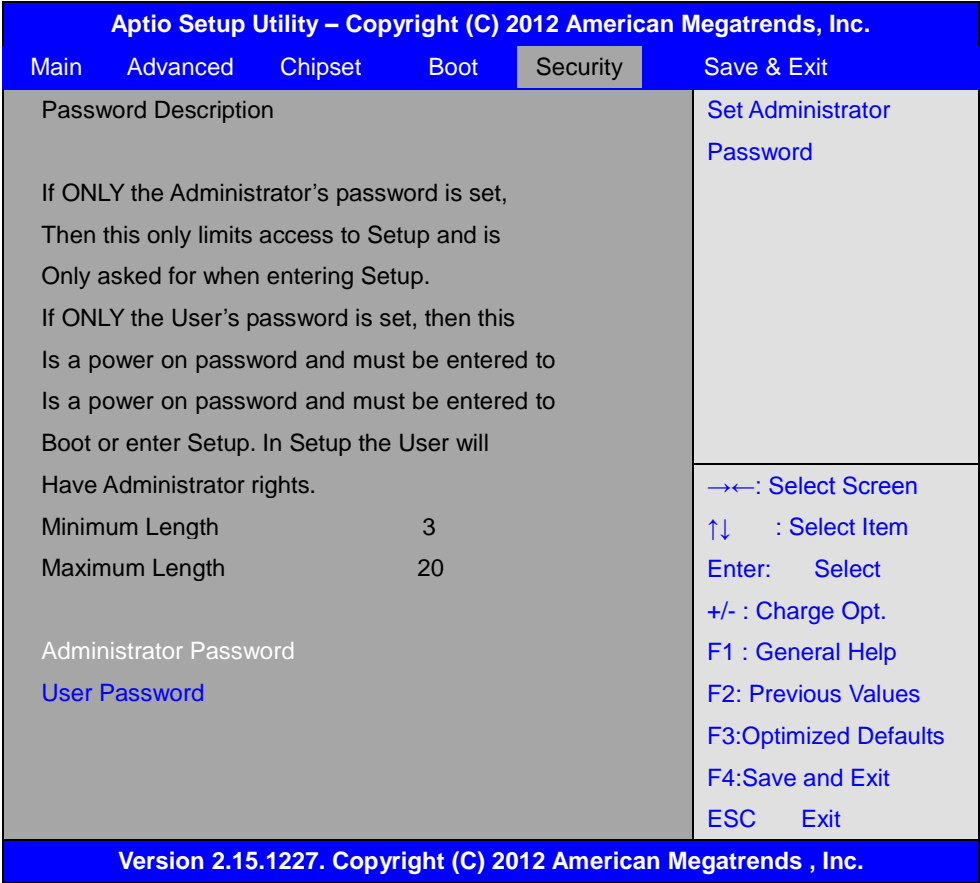 Aptio Setup Utility – Copyright (C) 2012 American Megatrends, Inc.
Main Advanced Chipset Boot Security Save & Exit
Password Description
If ONLY the Administrator’s password is set,
Then this only limits access to Setup and is
Only asked for when entering Setup.
If ONLY the User’s password is set, then this
Is a power on password and must be entered to
Is a power on password and must be entered to
Boot or enter Setup. In Setup the User will
Have Administrator rights.
Minimum Length 3
Maximum Length 20
Administrator Password
User Password
Set Administrator
Password
→←: Select Screen
↑↓ : Select Item
Enter: Select
+/- : Charge Opt.
F1 : General Help
F2: Previous Values
F3:Optimized Defaults
F4:Save and Exit
ESC Exit
Version 2.15.1227. Copyright (C) 2012 American Megatrends , Inc.